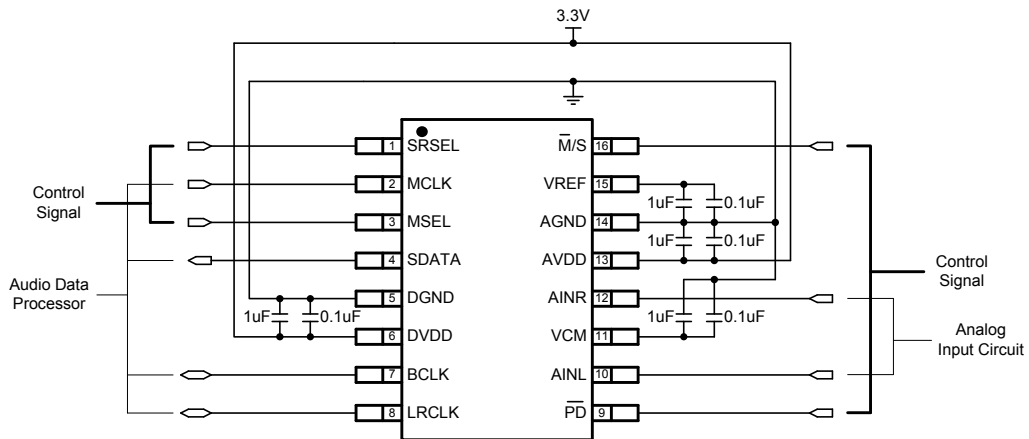 3.3V
1 SRSEL
2 MCLK
3 MSEL
4 SDATA
5 DGND
6 DVDD
7 BCLK
8 LRCLK
M̅/S 16
VREF 15
AGND 14
AVDD 13
AINR 12
VCM 11
AINL 10
P̅D̅ 9
Control
Signal
Audio Data
Processor
1uF 0.1uF
1uF 0.1uF
1uF 0.1uF
1uF 0.1uF
Control
Signal
Analog
Input Circuit